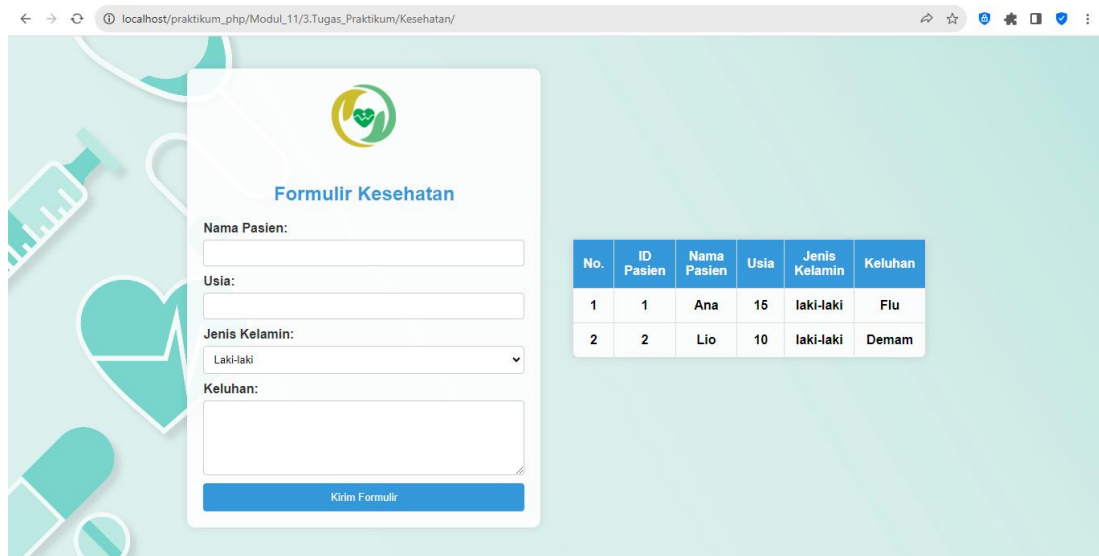 localhost/praktikum_php/Modul_11/3.Tugas_Praktikum/Kesehatan/
Formulir Kesehatan
Nama Pasien:
Usia:
Jenis Kelamin:
Laki-laki
Keluhan:
Kirim Formulir
No. ID Pasien Nama Pasien Usia Jenis Kelamin Keluhan
1 1 Ana 15 laki-laki Flu
2 2 Lio 10 laki-laki Demam